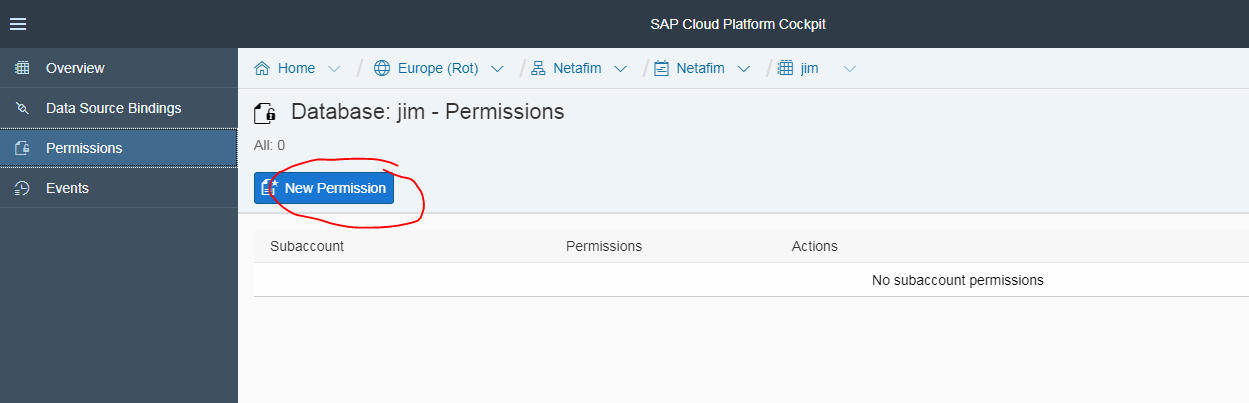 SAP Cloud Platform Cockpit
Overview
Data Source Bindings
Permissions
Events
Home / Europe (Rot) / Netafim / Netafim / jim
Database: jim - Permissions
All: 0
New Permission
Subaccount Permissions Actions
No subaccount permissions